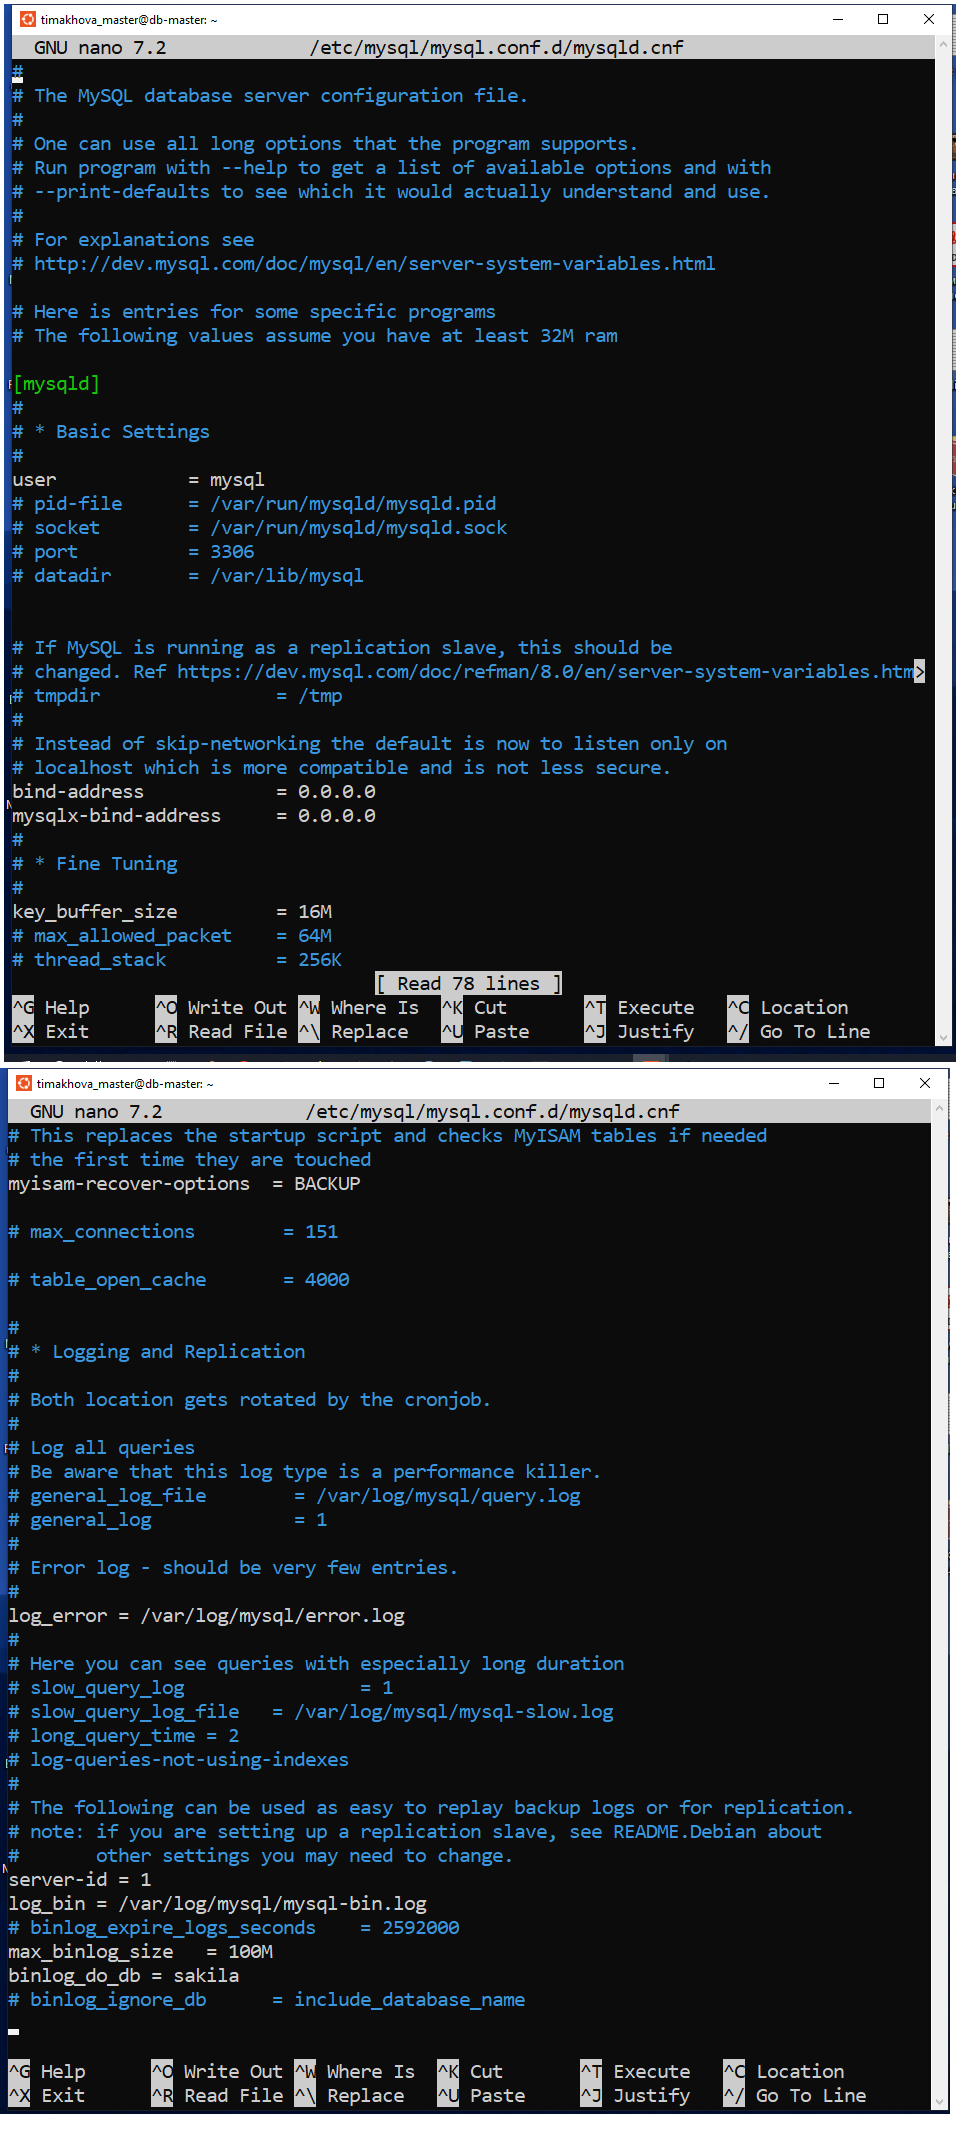 timakhova_master@db-master: ~
GNU nano 7.2 /etc/mysql/mysql.conf.d/mysqld.cnf
#
# The MySQL database server configuration file.
#
# One can use all long options that the program supports.
# Run program with --help to get a list of available options and with
# --print-defaults to see which it would actually understand and use.
#
# For explanations see
# http://dev.mysql.com/doc/mysql/en/server-system-variables.html

# Here is entries for some specific programs
# The following values assume you have at least 32M ram

[mysqld]
#
# * Basic Settings
#
user = mysql
# pid-file = /var/run/mysqld/mysqld.pid
# socket = /var/run/mysqld/mysqld.sock
# port = 3306
# datadir = /var/lib/mysql

# If MySQL is running as a replication slave, this should be
# changed. Ref https://dev.mysql.com/doc/refman/8.0/en/server-system-variables.htm>
# tmpdir = /tmp
#
# Instead of skip-networking the default is now to listen only on
# localhost which is more compatible and is not less secure.
bind-address = 0.0.0.0
mysqlx-bind-address = 0.0.0.0
#
# * Fine Tuning
#
key_buffer_size = 16M
# max_allowed_packet = 64M
# thread_stack = 256K
[ Read 78 lines ]
^G Help ^O Write Out ^W Where Is ^K Cut ^T Execute ^C Location
^X Exit ^R Read File ^\ Replace ^U Paste ^J Justify ^/ Go To Line
timakhova_master@db-master: ~
GNU nano 7.2 /etc/mysql/mysql.conf.d/mysqld.cnf
# This replaces the startup script and checks MyISAM tables if needed
# the first time they are touched
myisam-recover-options = BACKUP

# max_connections = 151

# table_open_cache = 4000

#
# * Logging and Replication
#
# Both location gets rotated by the cronjob.
#
# Log all queries
# Be aware that this log type is a performance killer.
# general_log_file = /var/log/mysql/query.log
# general_log = 1
#
# Error log - should be very few entries.
#
log_error = /var/log/mysql/error.log
#
# Here you can see queries with especially long duration
# slow_query_log = 1
# slow_query_log_file = /var/log/mysql/mysql-slow.log
# long_query_time = 2
# log-queries-not-using-indexes
#
# The following can be used as easy to replay backup logs or for replication.
# note: if you are setting up a replication slave, see README.Debian about
# other settings you may need to change.
server-id = 1
log_bin = /var/log/mysql/mysql-bin.log
# binlog_expire_logs_seconds = 2592000
max_binlog_size = 100M
binlog_do_db = sakila
# binlog_ignore_db = include_database_name
^G Help ^O Write Out ^W Where Is ^K Cut ^T Execute ^C Location
^X Exit ^R Read File ^\ Replace ^U Paste ^J Justify ^/ Go To Line